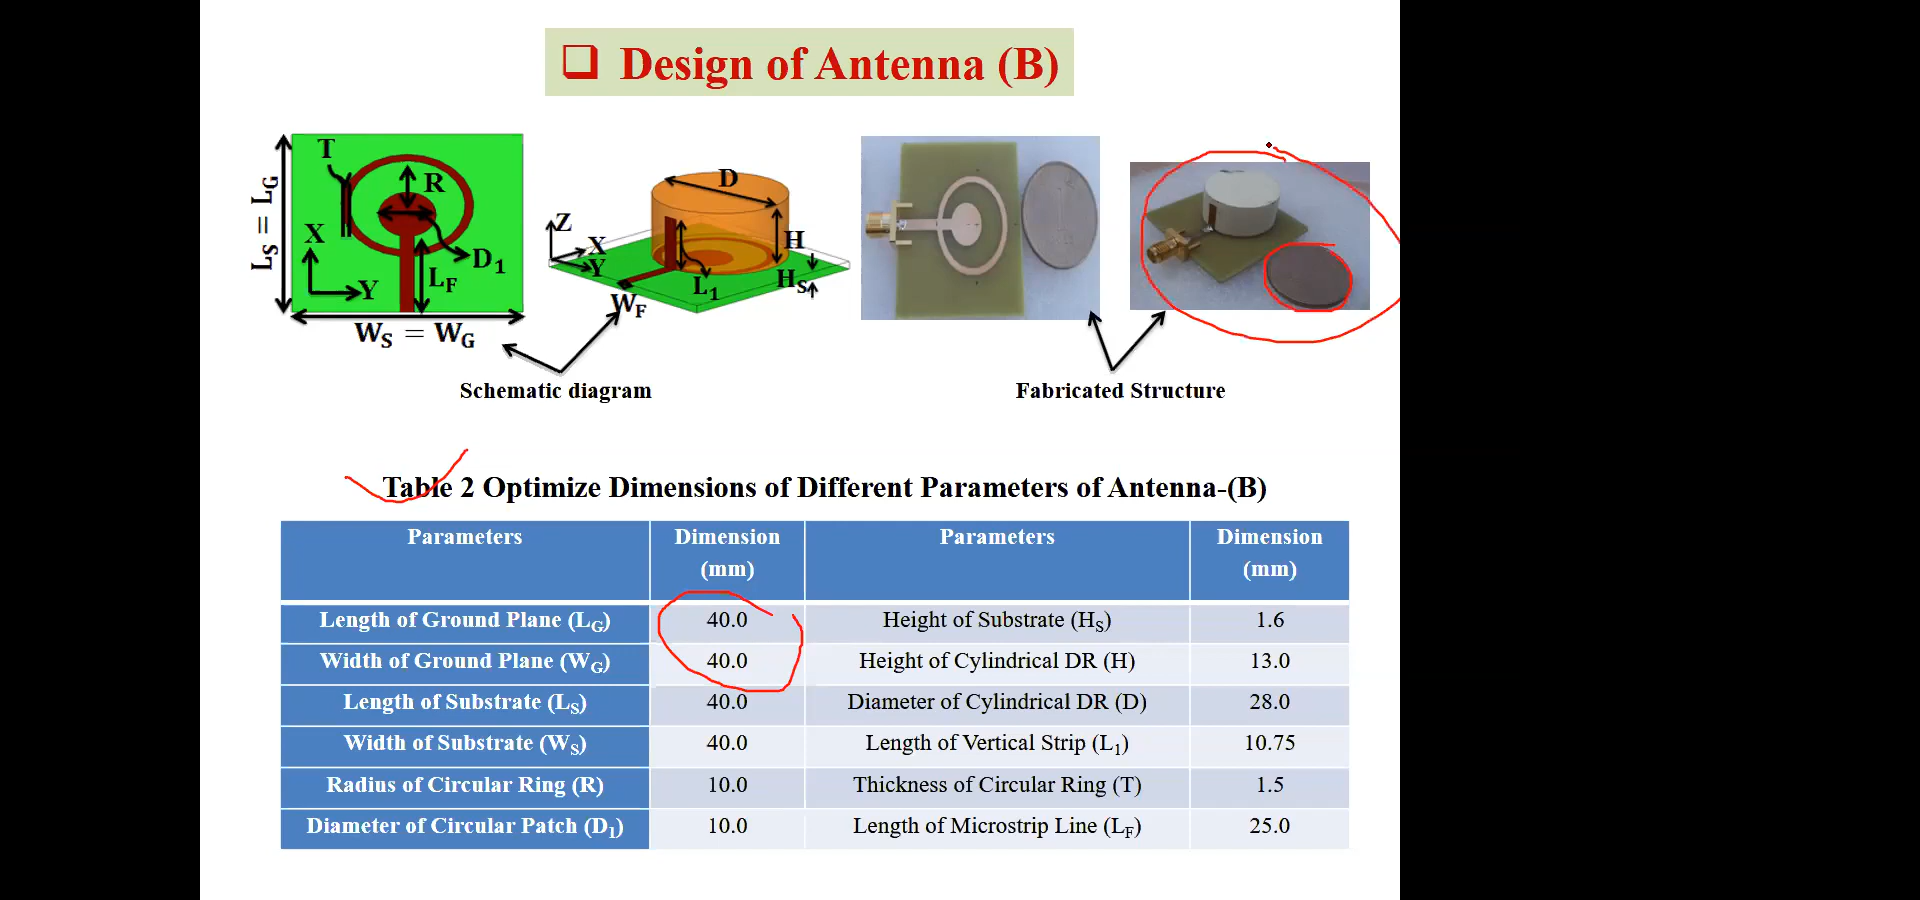 ❑ Design of Antenna (B)
T
R
L_S = L_G
X
Y
D_1
L_F
W_S = W_G
D
Z
X
Y
H
L_1
H_S
W_F
Schematic diagram
Fabricated Structure
Table 2 Optimize Dimensions of Different Parameters of Antenna-(B)
Parameters Dimension (mm) Parameters Dimension (mm)
Length of Ground Plane (L_G) 40.0 Height of Substrate (H_S) 1.6
Width of Ground Plane (W_G) 40.0 Height of Cylindrical DR (H) 13.0
Length of Substrate (L_S) 40.0 Diameter of Cylindrical DR (D) 28.0
Width of Substrate (W_S) 40.0 Length of Vertical Strip (L_1) 10.75
Radius of Circular Ring (R) 10.0 Thickness of Circular Ring (T) 1.5
Diameter of Circular Patch (D_1) 10.0 Length of Microstrip Line (L_F) 25.0